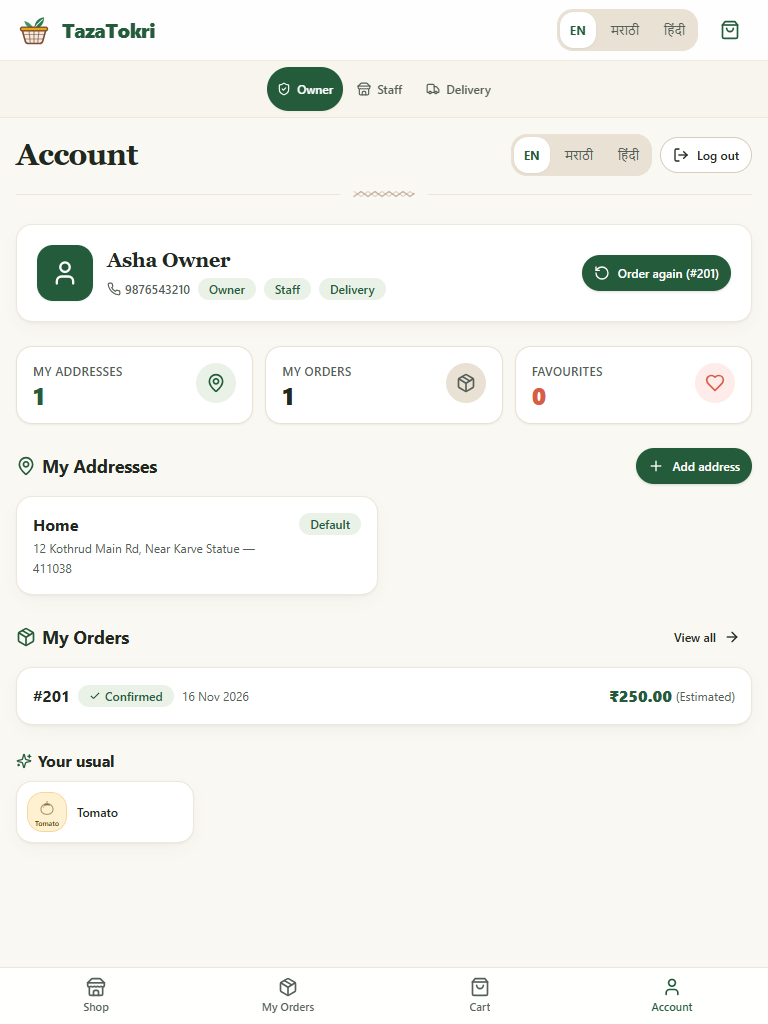 TazaTokri
EN मराठी हिंदी
Owner Staff Delivery
Account
EN मराठी हिंदी
Log out
Asha Owner
9876543210 Owner Staff Delivery
Order again (#201)
MY ADDRESSES
1
MY ORDERS
1
FAVOURITES
0
My Addresses
Add address
Home
Default
12 Kothrud Main Rd, Near Karve Statue —
411038
My Orders
View all
#201 Confirmed 16 Nov 2026
₹250.00 (Estimated)
Your usual
Tomato
Tomato
Shop My Orders Cart Account